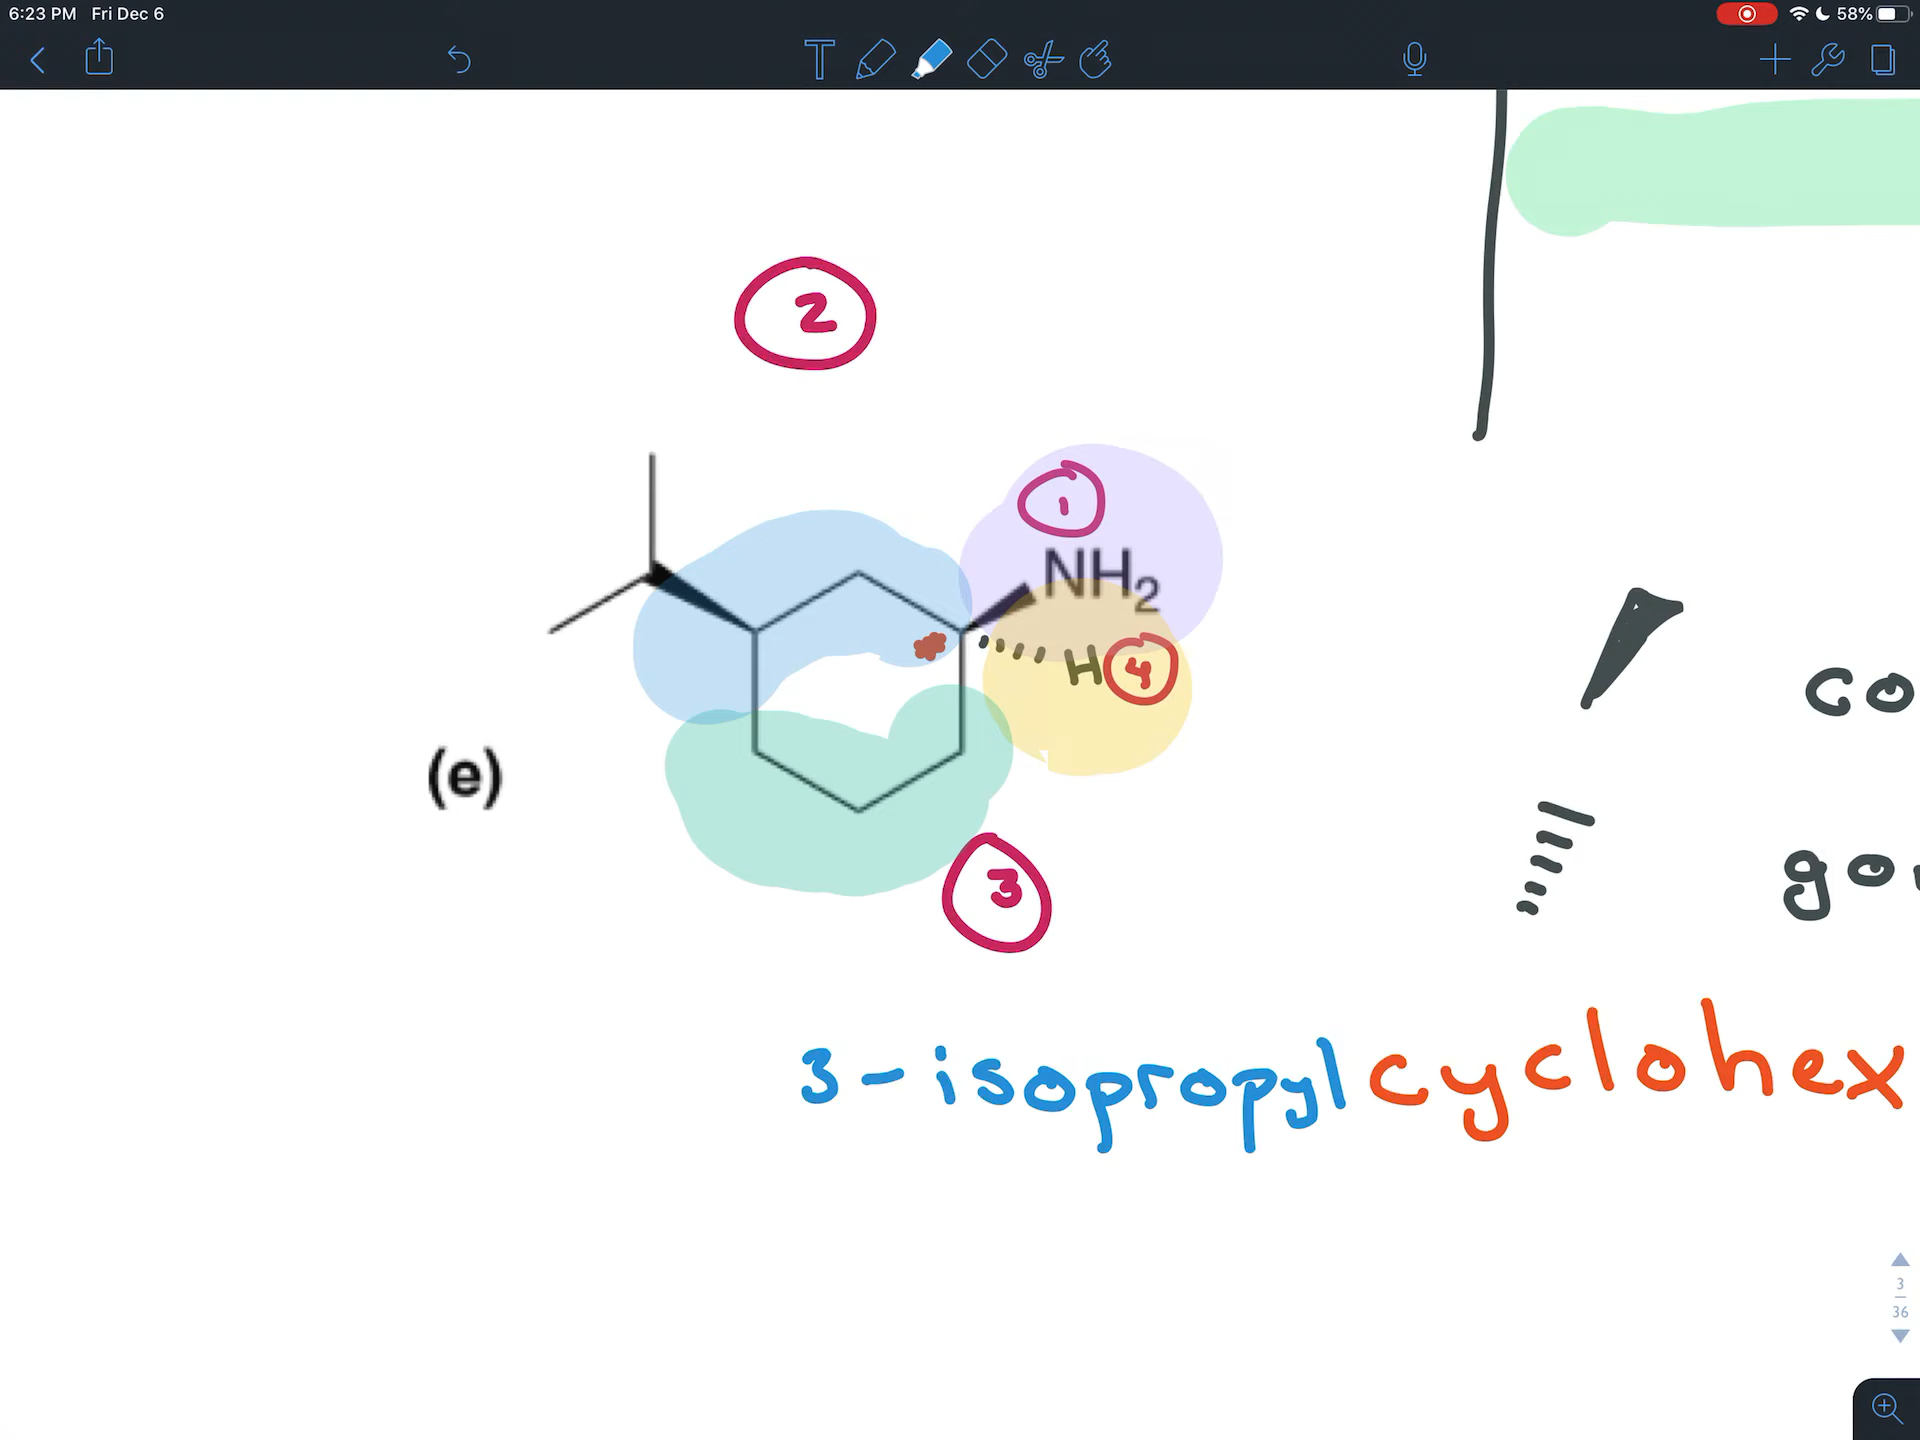 6:23 PM Fri Dec 6
58%
T
2
1
NH2
H 4
(e)
3
co
go
3-isopropylcyclohex
3
36